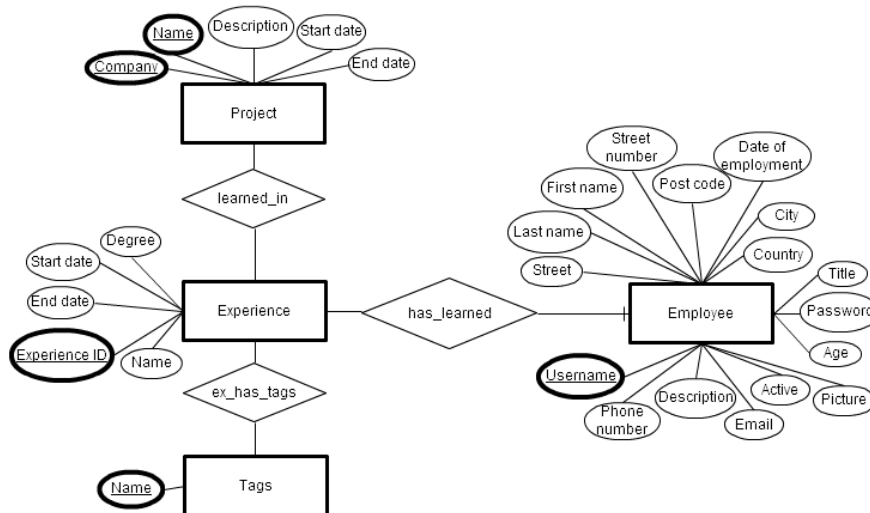 Name
Description
Start date
Company
End date
Project
Street
number
Date of
employment
learned_in
First name
Post code
City
Degree
Last name
Country
Start date
Street
Title
End date
Experience
has_learned
Employee
Password
Experience ID
Name
Age
Username
ex_has_tags
Phone
number
Description
Email
Active
Picture
Name
Tags